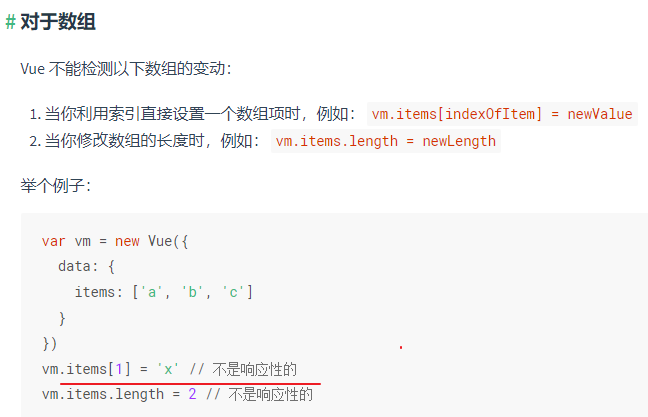 # 对于数组
Vue 不能检测以下数组的变动：
1. 当你利用索引直接设置一个数组项时，例如： vm.items[indexOfItem] = newValue
2. 当你修改数组的长度时，例如： vm.items.length = newLength
举个例子：
var vm = new Vue({
  data: {
    items: ['a', 'b', 'c']
  }
})
vm.items[1] = 'x' // 不是响应性的
vm.items.length = 2 // 不是响应性的